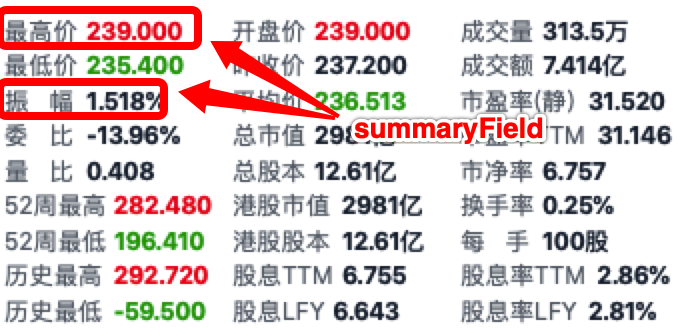 最高价 239.000 开盘价 239.000 成交量 313.5万
最低价 235.400 昨收价 237.200 成交额 7.414亿
振 幅 1.518% 平均价 236.513 市盈率(静) 31.520
summaryField
委 比 -13.96% 总市值 298 TTM 31.146
量 比 0.408 总股本 12.61亿 市净率 6.757
52周最高 282.480 港股市值 2981亿 换手率 0.25%
52周最低 196.410 港股股本 12.61亿 每 手 100股
历史最高 292.720 股息TTM 6.755 股息率TTM 2.86%
历史最低 -59.500 股息LFY 6.643 股息率LFY 2.81%